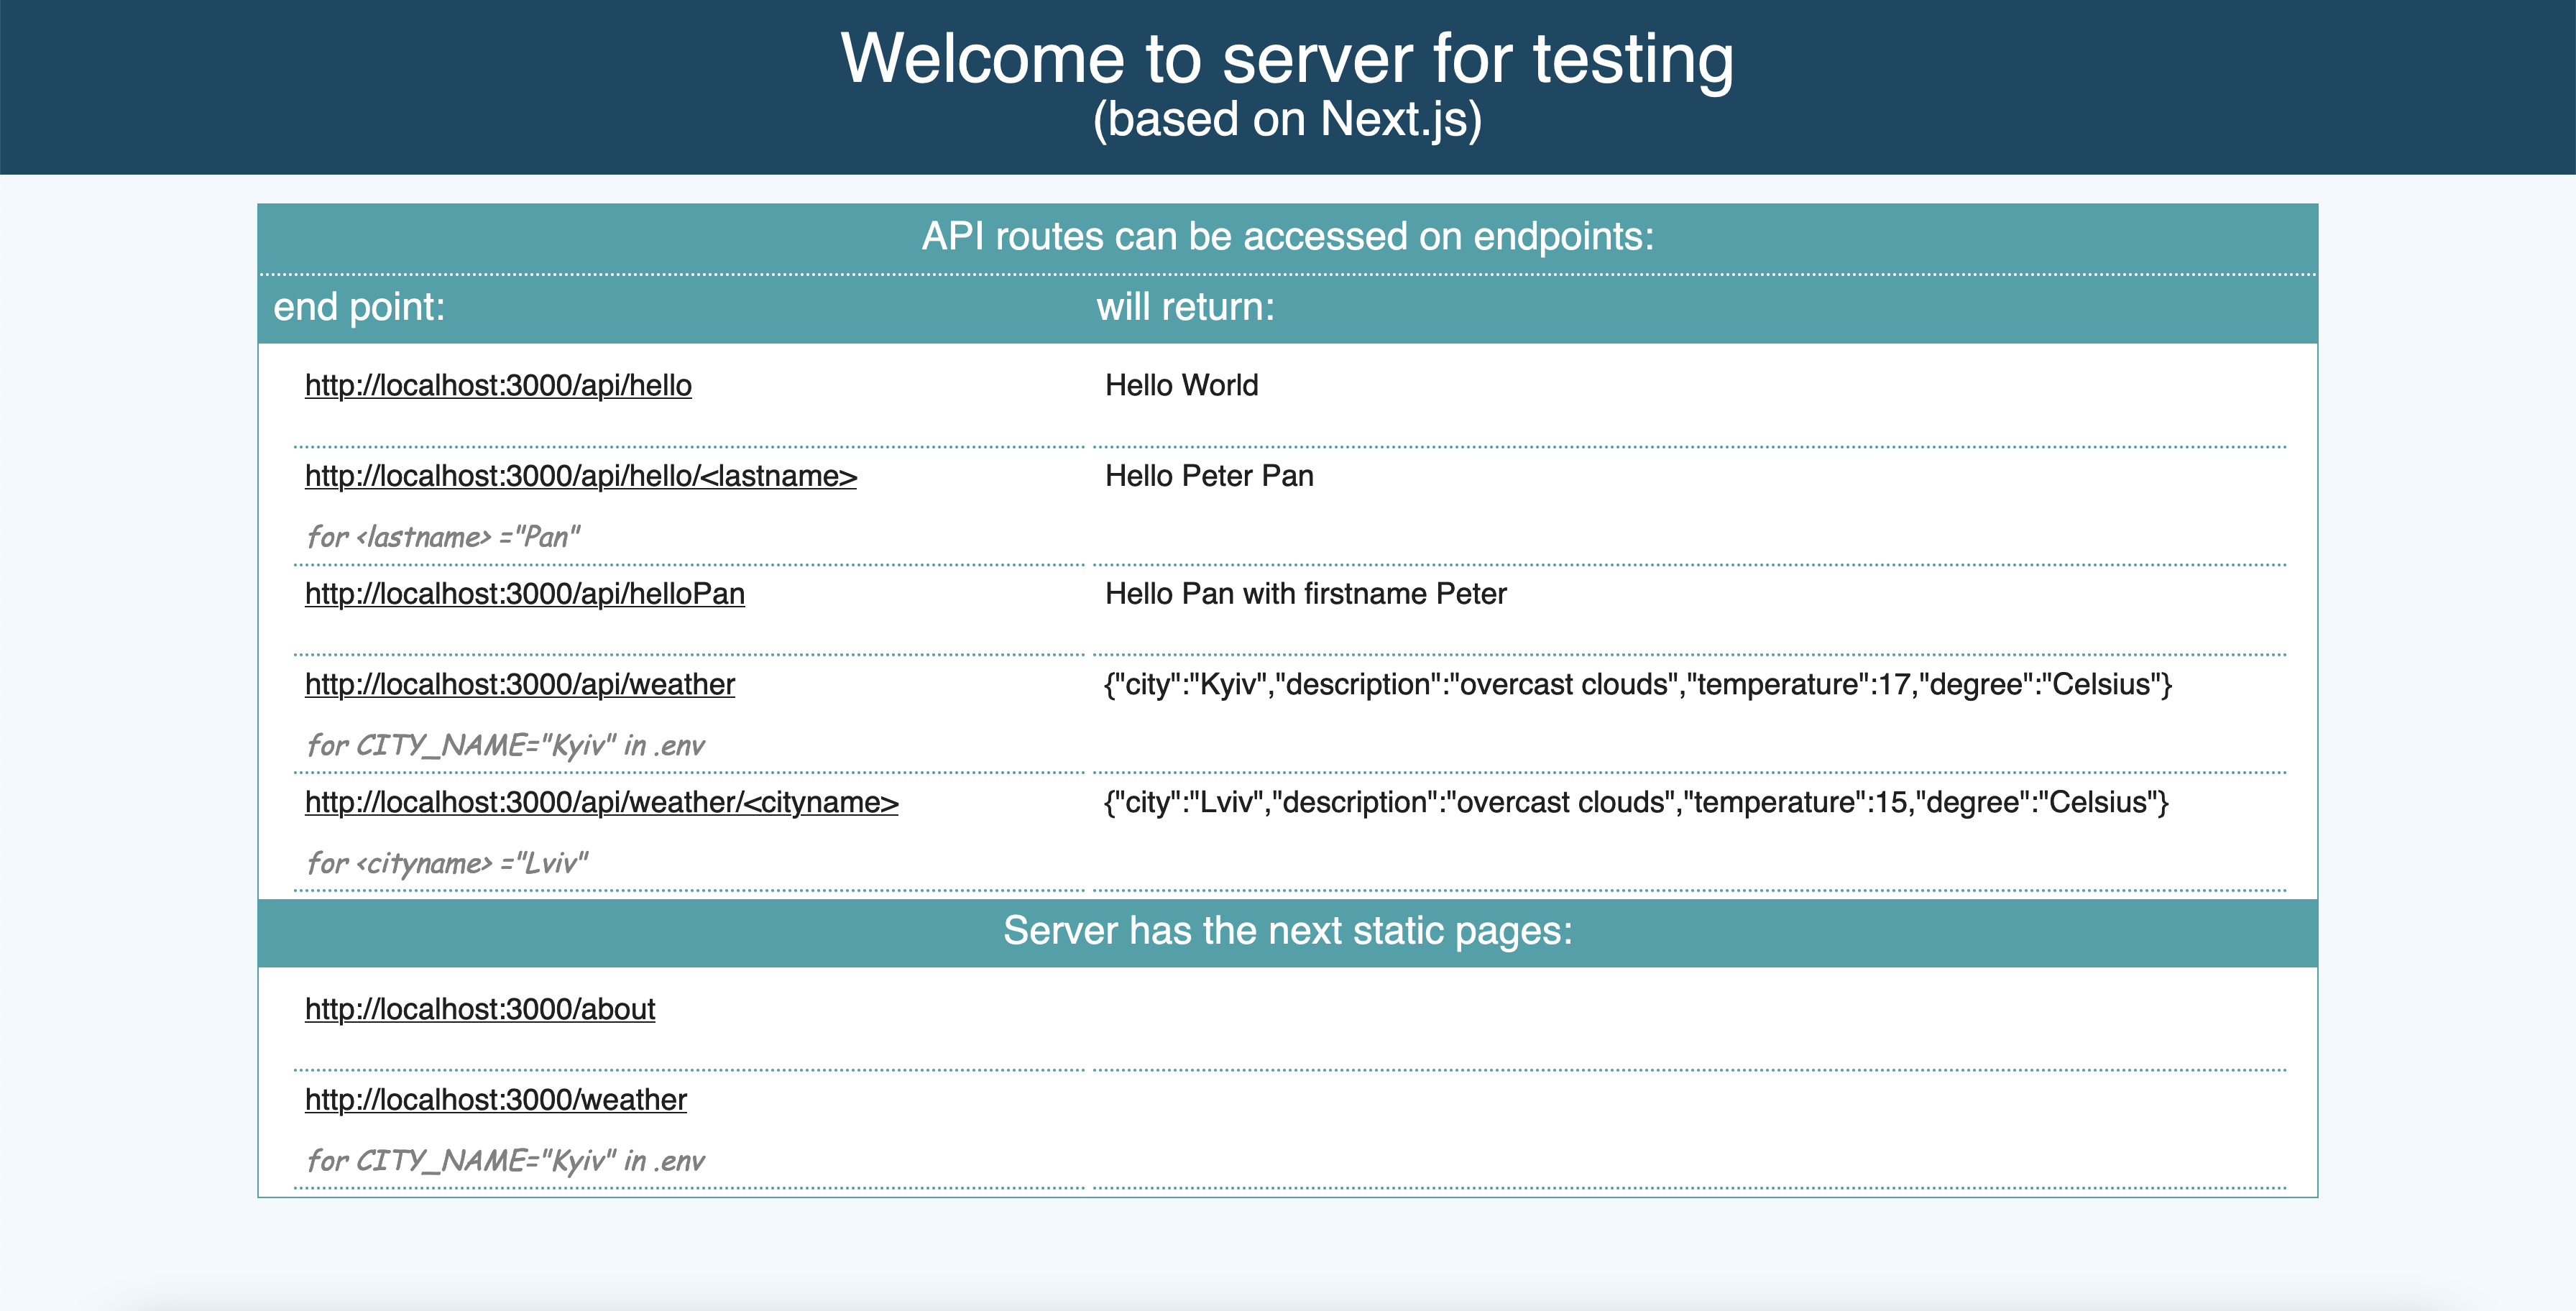 Welcome to server for testing
(based on Next.js)
API routes can be accessed on endpoints:
end point: will return:
http://localhost:3000/api/hello Hello World
http://localhost:3000/api/hello/<lastname> Hello Peter Pan
for <lastname> ="Pan"
http://localhost:3000/api/helloPan Hello Pan with firstname Peter
http://localhost:3000/api/weather {"city":"Kyiv","description":"overcast clouds","temperature":17,"degree":"Celsius"}
for CITY_NAME="Kyiv" in .env
http://localhost:3000/api/weather/<cityname> {"city":"Lviv","description":"overcast clouds","temperature":15,"degree":"Celsius"}
for <cityname> ="Lviv"
Server has the next static pages:
http://localhost:3000/about
http://localhost:3000/weather
for CITY_NAME="Kyiv" in .env